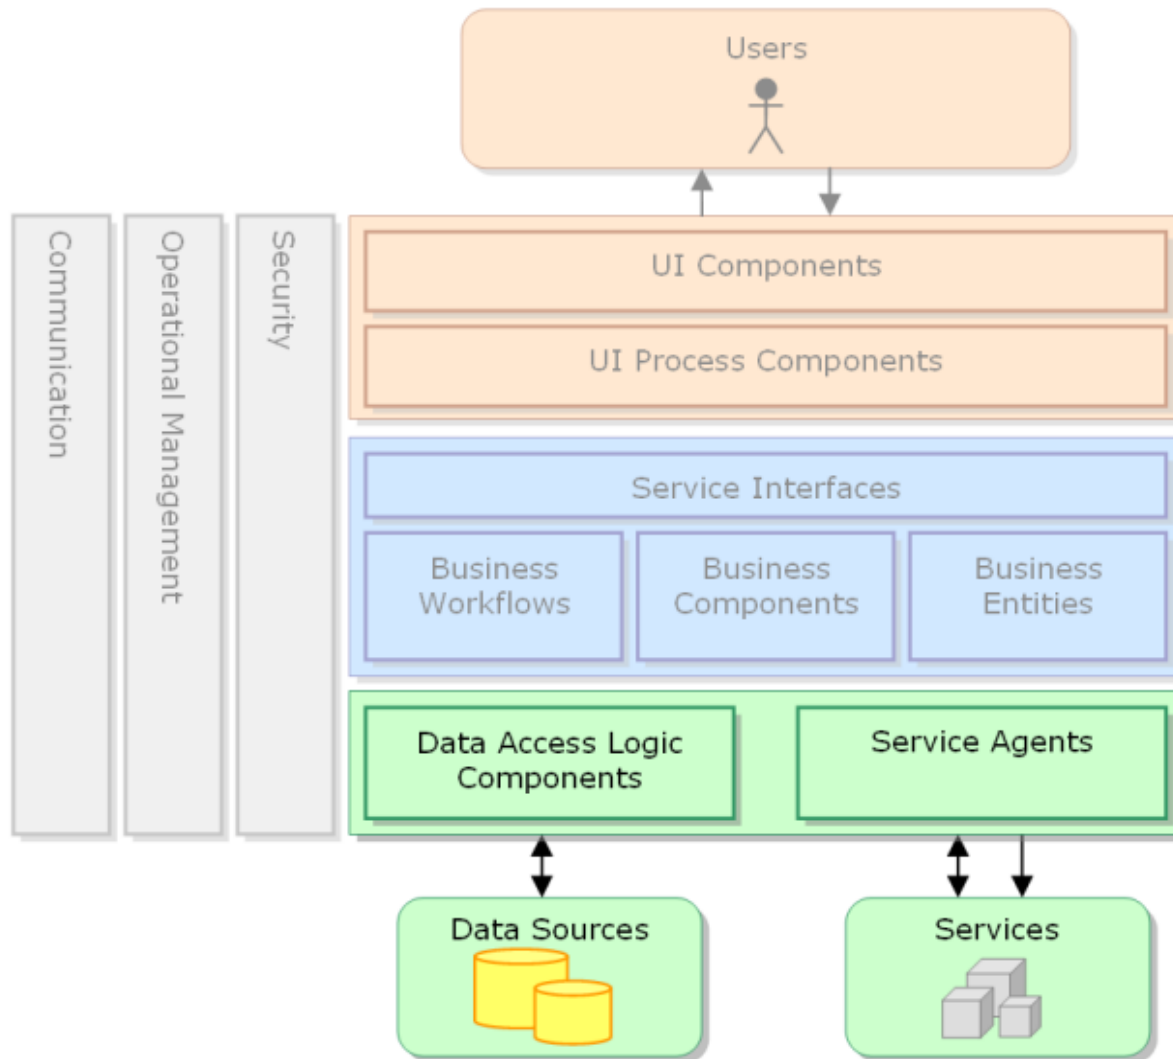 Users
Communication
Operational Management
Security
UI Components
UI Process Components
Service Interfaces
Business
Workflows
Business
Components
Business
Entities
Data Access Logic
Components
Service Agents
Data Sources
Services